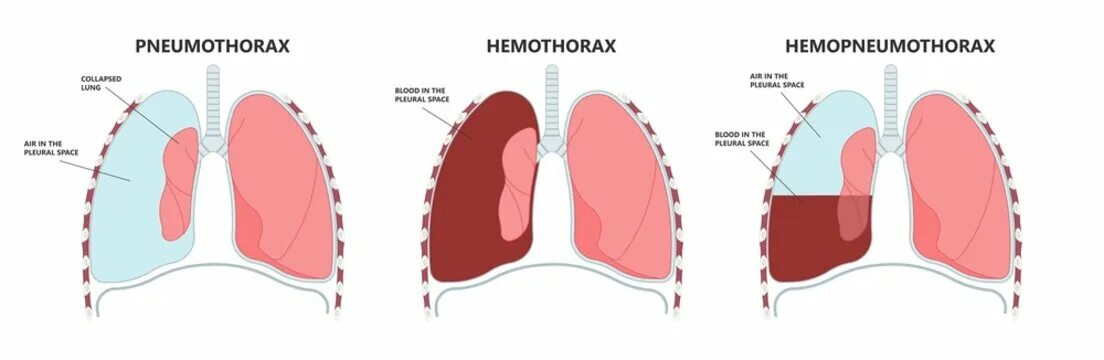 PNEUMOTHORAX
COLLAPSED
LUNG
AIR IN THE
PLEURAL SPACE
HEMOTHORAX
BLOOD IN THE
PLEURAL SPACE
HEMOPNEUMOTHORAX
AIR IN THE
PLEURAL SPACE
BLOOD IN THE
PLEURAL SPACE